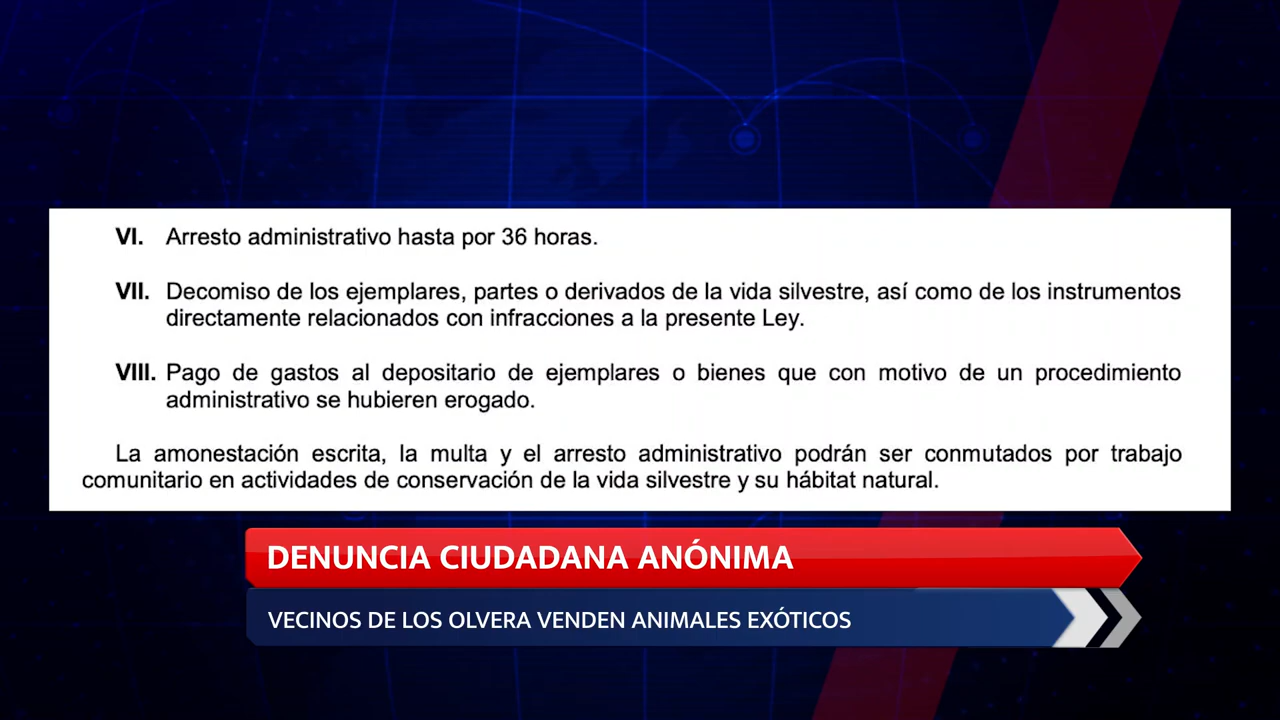 VI. Arresto administrativo hasta por 36 horas.
VII. Decomiso de los ejemplares, partes o derivados de la vida silvestre, así como de los instrumentos
directamente relacionados con infracciones a la presente Ley.
VIII. Pago de gastos al depositario de ejemplares o bienes que con motivo de un procedimiento
administrativo se hubieren erogado.
La amonestación escrita, la multa y el arresto administrativo podrán ser conmutados por trabajo
comunitario en actividades de conservación de la vida silvestre y su hábitat natural.
DENUNCIA CIUDADANA ANÓNIMA
VECINOS DE LOS OLVERA VENDEN ANIMALES EXÓTICOS